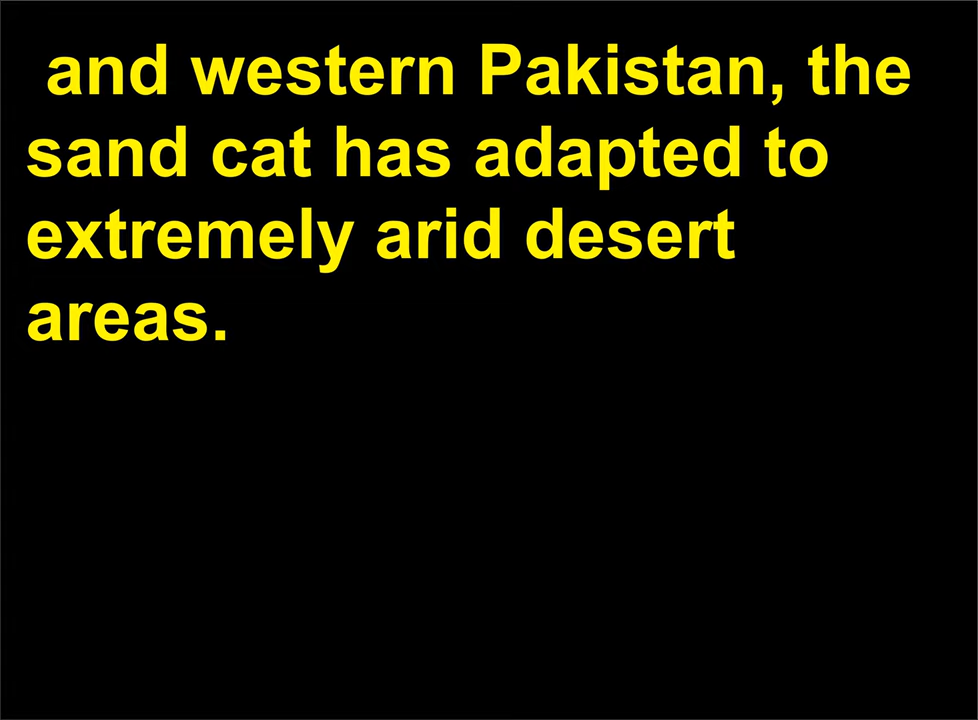 and western Pakistan, the
sand cat has adapted to
extremely arid desert
areas.